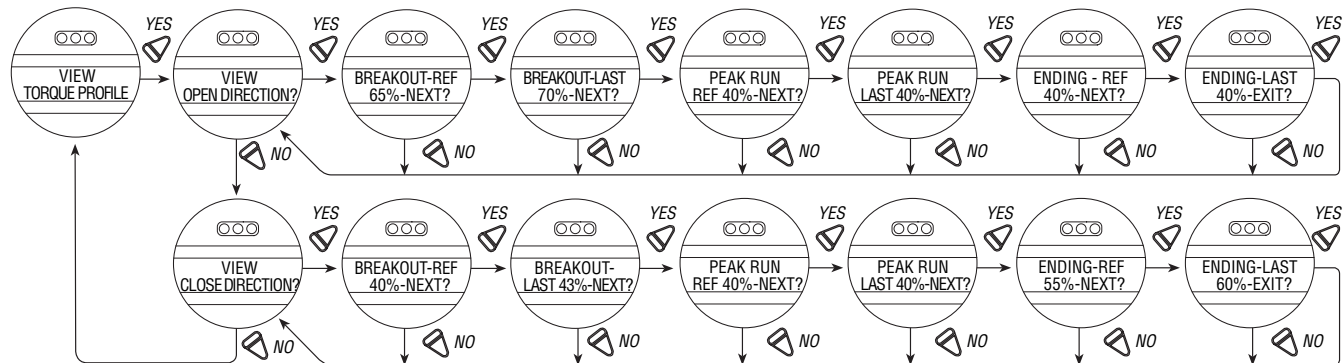 YES
YES
YES
YES
YES
YES
YES
YES
VIEW
TORQUE PROFILE
VIEW
OPEN DIRECTION?
BREAKOUT-REF
65%-NEXT?
BREAKOUT-LAST
70%-NEXT?
PEAK RUN
REF 40%-NEXT?
PEAK RUN
LAST 40%-NEXT?
ENDING - REF
40%-NEXT?
ENDING-LAST
40%-EXIT?
NO
NO
NO
NO
NO
NO
NO
YES
YES
YES
YES
YES
YES
YES
VIEW
CLOSE DIRECTION?
BREAKOUT-REF
40%-NEXT?
BREAKOUT-
LAST 43%-NEXT?
PEAK RUN
REF 40%-NEXT?
PEAK RUN
LAST 40%-NEXT?
ENDING-REF
55%-NEXT?
ENDING-LAST
60%-EXIT?
NO
NO
NO
NO
NO
NO
NO